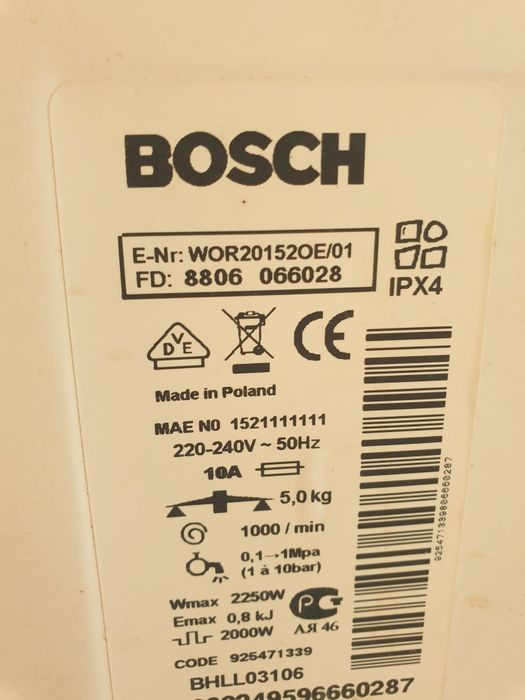 BOSCH
E-Nr: WOR20152OE/01
FD: 8806 066028
IPX4
DVE
CE
Made in Poland
MAE N0 1521111111
220-240V ~ 50Hz
10A
5,0 kg
1000 / min
0,1→1Mpa
(1 à 10bar)
Wmax 2250W
Emax 0,8 kJ
2000W
РСТ
АЯ 46
CODE 925471339
BHLL03106